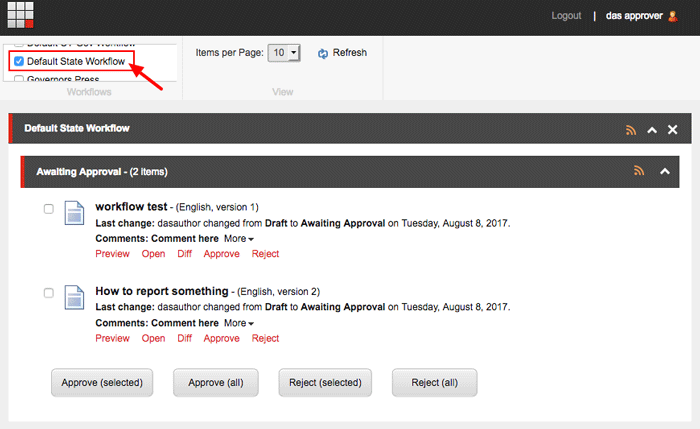 Logout | das approver
Default CT Gov Workflow
Default State Workflow
Governors Press
Workflows
Items per Page: 10 Refresh
View
Default State Workflow
Awaiting Approval - (2 items)
workflow test - (English, version 1)
Last change: dasauthor changed from Draft to Awaiting Approval on Tuesday, August 8, 2017.
Comments: Comment here More
Preview Open Diff Approve Reject
How to report something - (English, version 2)
Last change: dasauthor changed from Draft to Awaiting Approval on Tuesday, August 8, 2017.
Comments: Comment here More
Preview Open Diff Approve Reject
Approve (selected) Approve (all) Reject (selected) Reject (all)